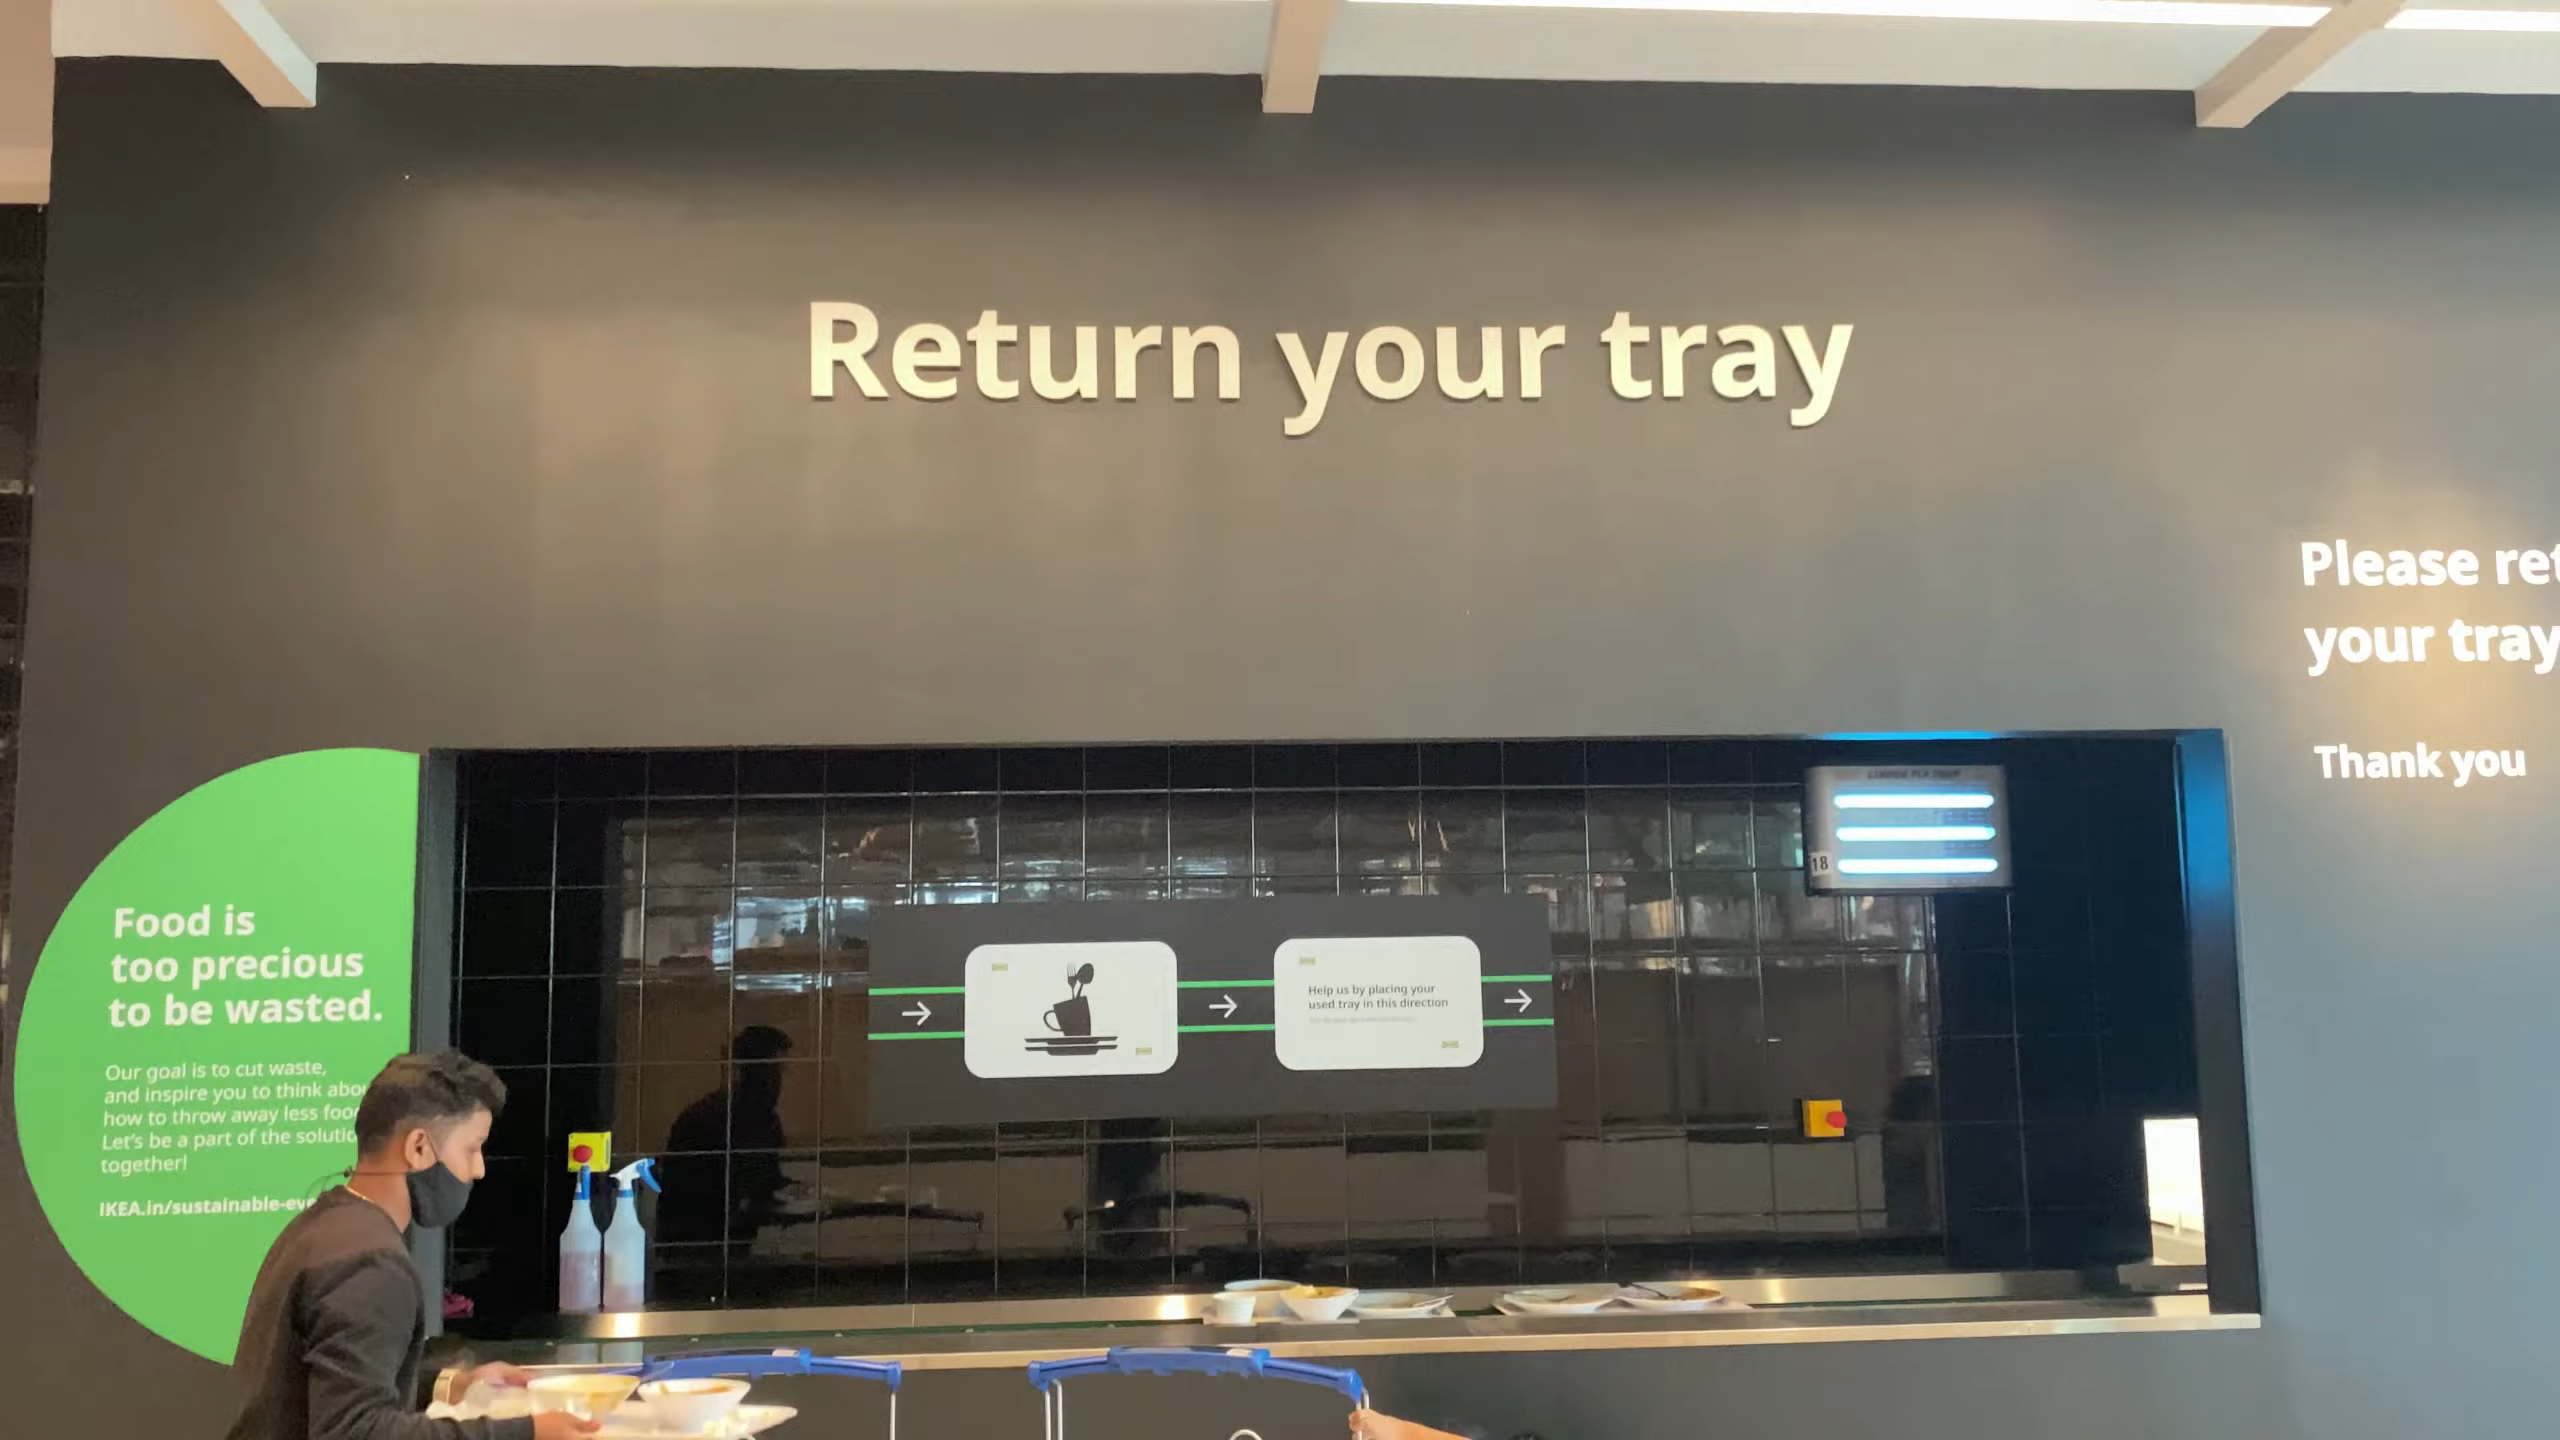 Return your tray
Please ret
your tray
Thank you
Food is
too precious
to be wasted.
Our goal is to cut waste,
and inspire you to think abou
how to throw away less foo
Let's be a part of the solutio
together!
IKEA.in/sustainable-eve
18
Help us by placing your
used tray in this direction